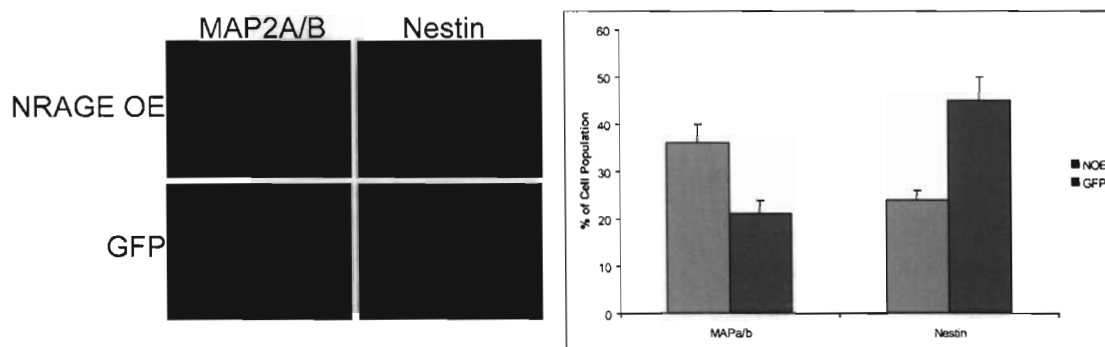 MAP2A/B Nestin
NRAGE OE
GFP
60
50
40
30
20
10
0
% of Cell Population
MAPa/b Nestin
NOE
GFP